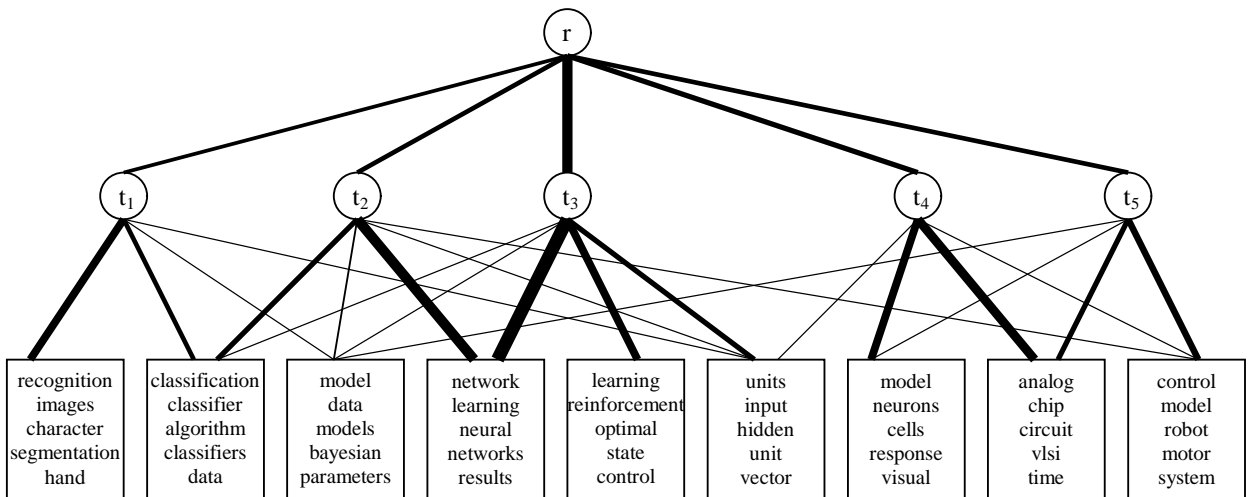 r
t1
t2
t3
t4
t5
recognition
images
character
segmentation
hand
classification
classifier
algorithm
classifiers
data
model
data
models
bayesian
parameters
network
learning
neural
networks
results
learning
reinforcement
optimal
state
control
units
input
hidden
unit
vector
model
neurons
cells
response
visual
analog
chip
circuit
vlsi
time
control
model
robot
motor
system